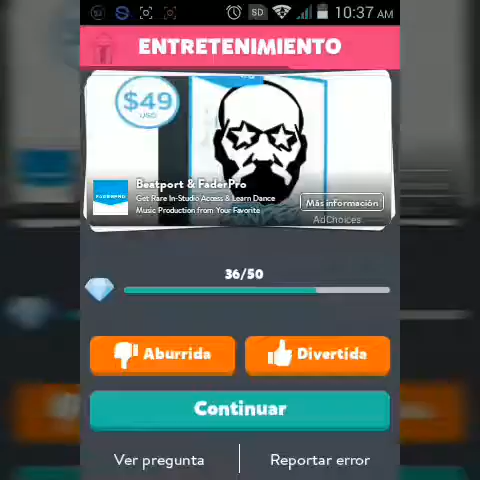 SD
10:37 AM
ENTRETENIMIENTO
$49
USD
Beatport & FaderPro
Get Rare In-Studio Access & Learn Dance
Music Production from Your Favorite
FADERPRO
Más información
AdChoices
36/50
Aburrida
Divertida
Continuar
Ver pregunta
Reportar error